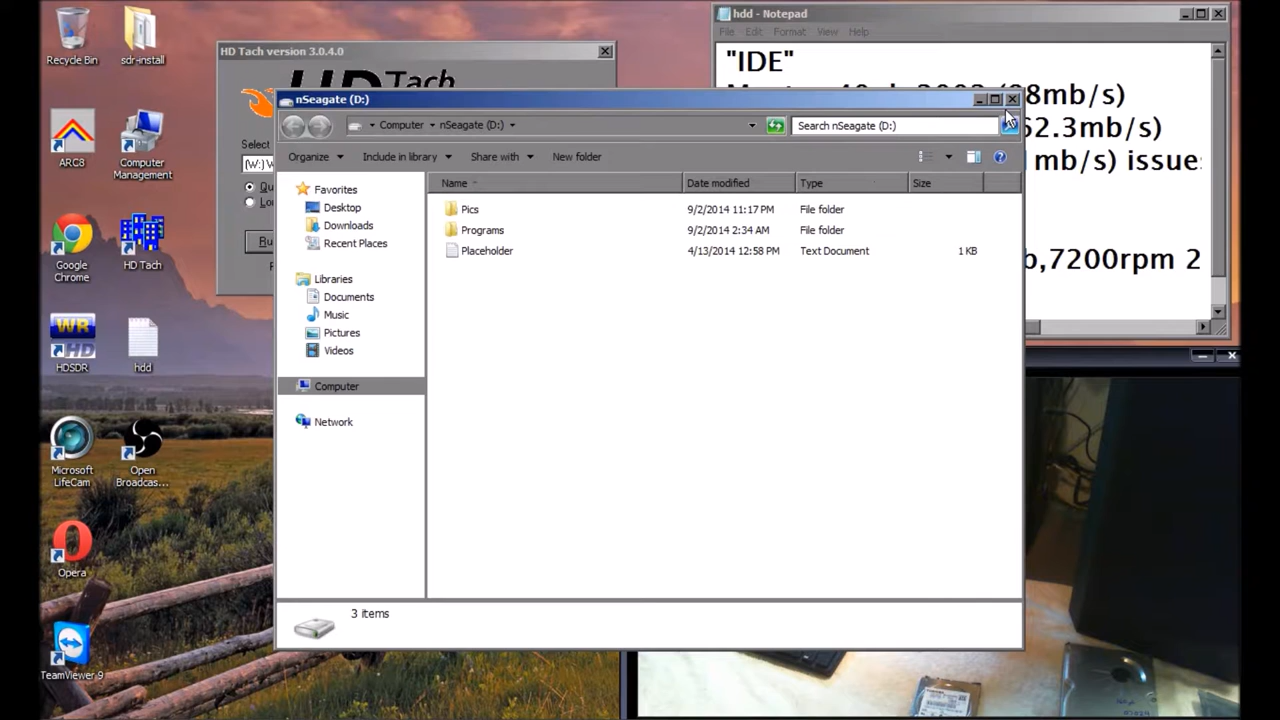 Recycle Bin
sdr-install
ARC8
Computer Management
Google Chrome
HD Tach
HDSDR
hdd
Microsoft LifeCam
Open Broadcas...
Opera
TeamViewer 9
HD Tach version 3.0.4.0
HD Tach
Select
hdd - Notepad
File Edit Format View Help
"IDE"
8mb/s)
62.3mb/s)
mb/s) issues
,7200rpm 2
nSeagate (D:)
Computer nSeagate (D:)
Search nSeagate (D:)
Organize Include in library Share with New folder
Favorites
Desktop
Downloads
Recent Places
Libraries
Documents
Music
Pictures
Videos
Computer
Network
Name Date modified Type Size
Pics 9/2/2014 11:17 PM File folder
Programs 9/2/2014 2:34 AM File folder
Placeholder 4/13/2014 12:58 PM Text Document 1 KB
3 items